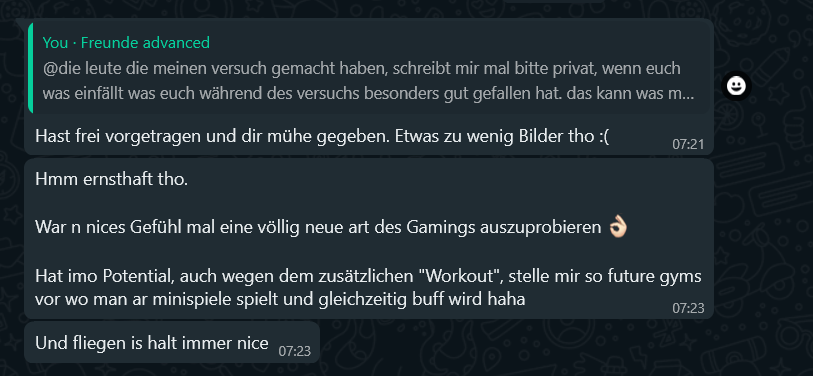 You · Freunde advanced
@die leute die meinen versuch gemacht haben, schreibt mir mal bitte privat, wenn euch
was einfällt was euch während des versuchs besonders gut gefallen hat. das kann was m...
Hast frei vorgetragen und dir mühe gegeben. Etwas zu wenig Bilder tho :(
07:21
Hmm ernsthaft tho.
War n nices Gefühl mal eine völlig neue art des Gamings auszuprobieren 👌🏻
Hat imo Potential, auch wegen dem zusätzlichen "Workout", stelle mir so future gyms
vor wo man ar minispiele spielt und gleichzeitig buff wird haha
07:23
Und fliegen is halt immer nice 07:23